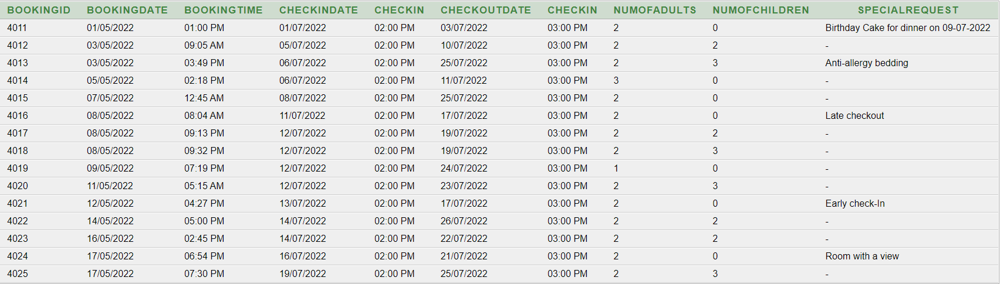 BOOKINGID BOOKINGDATE BOOKINGTIME CHECKINDATE CHECKIN CHECKOUTDATE CHECKIN NUMOFADULTS NUMOFCHILDREN SPECIALREQUEST
4011 01/05/2022 01:00 PM 01/07/2022 02:00 PM 03/07/2022 03:00 PM 2 0 Birthday Cake for dinner on 09-07-2022
4012 03/05/2022 09:05 AM 05/07/2022 02:00 PM 10/07/2022 03:00 PM 2 2 -
4013 03/05/2022 03:49 PM 06/07/2022 02:00 PM 25/07/2022 03:00 PM 2 3 Anti-allergy bedding
4014 05/05/2022 02:18 PM 06/07/2022 02:00 PM 11/07/2022 03:00 PM 3 0 -
4015 07/05/2022 12:45 AM 08/07/2022 02:00 PM 25/07/2022 03:00 PM 2 0 -
4016 08/05/2022 08:04 AM 11/07/2022 02:00 PM 17/07/2022 03:00 PM 2 0 Late checkout
4017 08/05/2022 09:13 PM 12/07/2022 02:00 PM 19/07/2022 03:00 PM 2 2 -
4018 08/05/2022 09:32 PM 12/07/2022 02:00 PM 19/07/2022 03:00 PM 2 3 -
4019 09/05/2022 07:19 PM 12/07/2022 02:00 PM 24/07/2022 03:00 PM 1 0 -
4020 11/05/2022 05:15 AM 12/07/2022 02:00 PM 23/07/2022 03:00 PM 2 3 -
4021 12/05/2022 04:27 PM 13/07/2022 02:00 PM 17/07/2022 03:00 PM 2 0 Early check-In
4022 14/05/2022 05:00 PM 14/07/2022 02:00 PM 26/07/2022 03:00 PM 2 2 -
4023 16/05/2022 02:45 PM 14/07/2022 02:00 PM 22/07/2022 03:00 PM 2 2 -
4024 17/05/2022 06:54 PM 16/07/2022 02:00 PM 21/07/2022 03:00 PM 2 0 Room with a view
4025 17/05/2022 07:30 PM 19/07/2022 02:00 PM 25/07/2022 03:00 PM 2 3 -